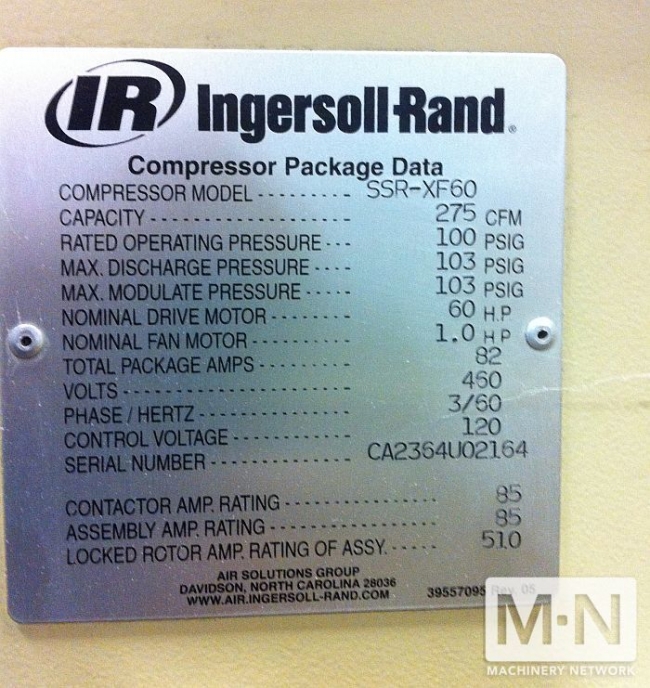 IR Ingersoll-Rand®
Compressor Package Data
COMPRESSOR MODEL --------- SSR-XF60
CAPACITY -------------------- 275 CFM
RATED OPERATING PRESSURE --- 100 PSIG
MAX. DISCHARGE PRESSURE ---- 103 PSIG
MAX. MODULATE PRESSURE ----- 103 PSIG
NOMINAL DRIVE MOTOR -------- 60 H.P
NOMINAL FAN MOTOR ---------- 1.0 H P
TOTAL PACKAGE AMPS --------- 82
VOLTS ----------------------- 460
PHASE / HERTZ --------------- 3/60
CONTROL VOLTAGE ------------ 120
SERIAL NUMBER -------------- CA2364U02164
CONTACTOR AMP. RATING --------------- 85
ASSEMBLY AMP. RATING ---------------- 85
LOCKED ROTOR AMP. RATING OF ASSY. ----- 510
AIR SOLUTIONS GROUP
DAVIDSON, NORTH CAROLINA 28036
WWW.AIR.INGERSOLL-RAND.COM
39557095 Rev. 05
M·N
MACHINERY NETWORK